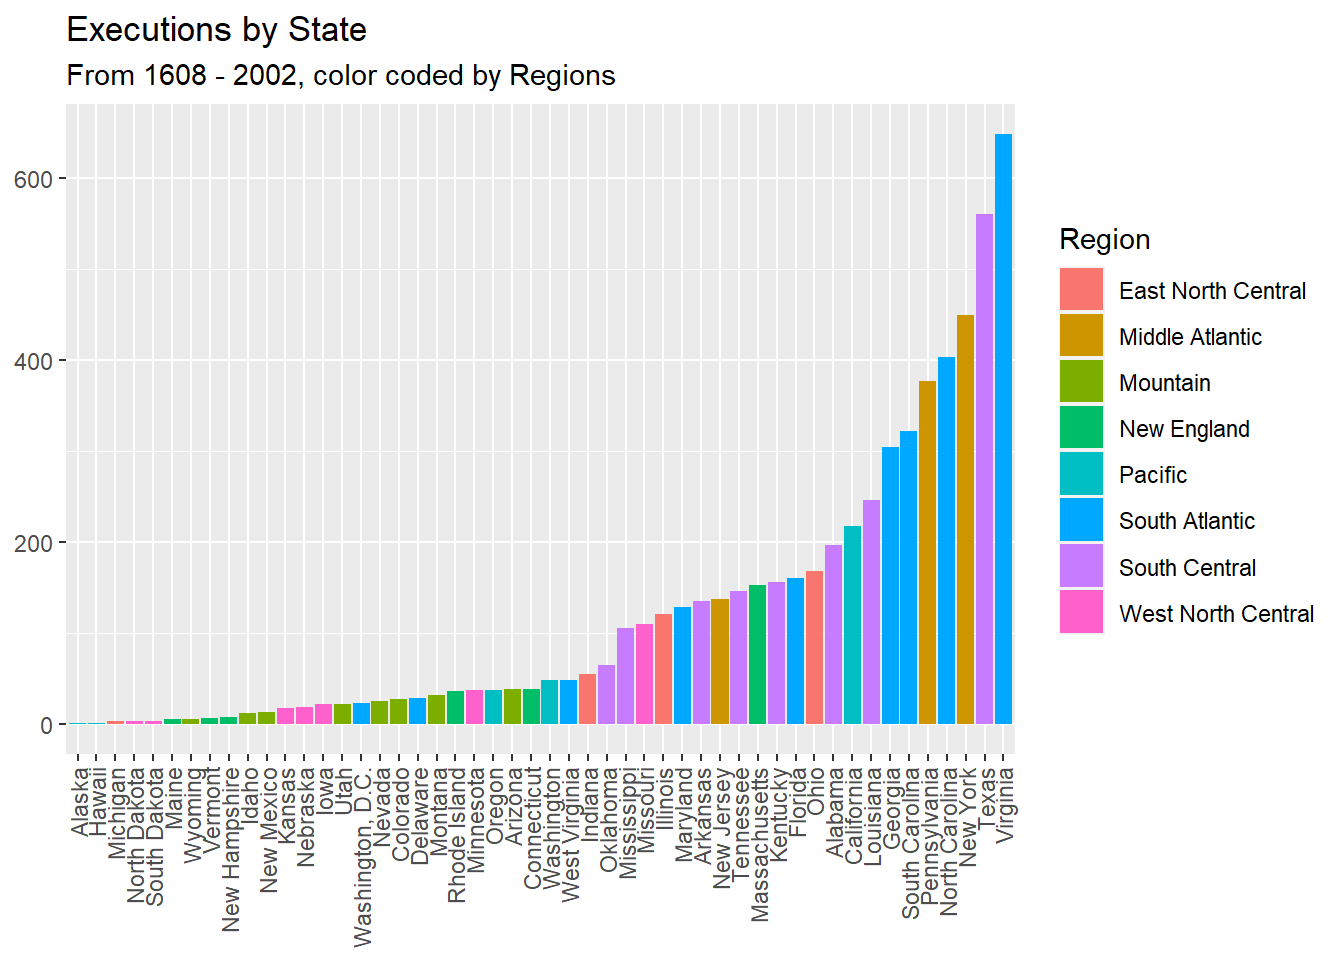 Executions by State
From 1608 - 2002, color coded by Regions
600
400
200
0
Alaska
Hawaii
Michigan
North Dakota
South Dakota
Maine
Wyoming
Vermont
New Hampshire
Idaho
New Mexico
Kansas
Nebraska
Iowa
Utah
Washington, D.C.
Nevada
Colorado
Delaware
Montana
Rhode Island
Minnesota
Oregon
Arizona
Connecticut
Washington
West Virginia
Indiana
Oklahoma
Mississippi
Missouri
Illinois
Maryland
Arkansas
New Jersey
Tennessee
Massachusetts
Kentucky
Florida
Ohio
Alabama
California
Louisiana
Georgia
South Carolina
Pennsylvania
North Carolina
New York
Texas
Virginia
Region
East North Central
Middle Atlantic
Mountain
New England
Pacific
South Atlantic
South Central
West North Central